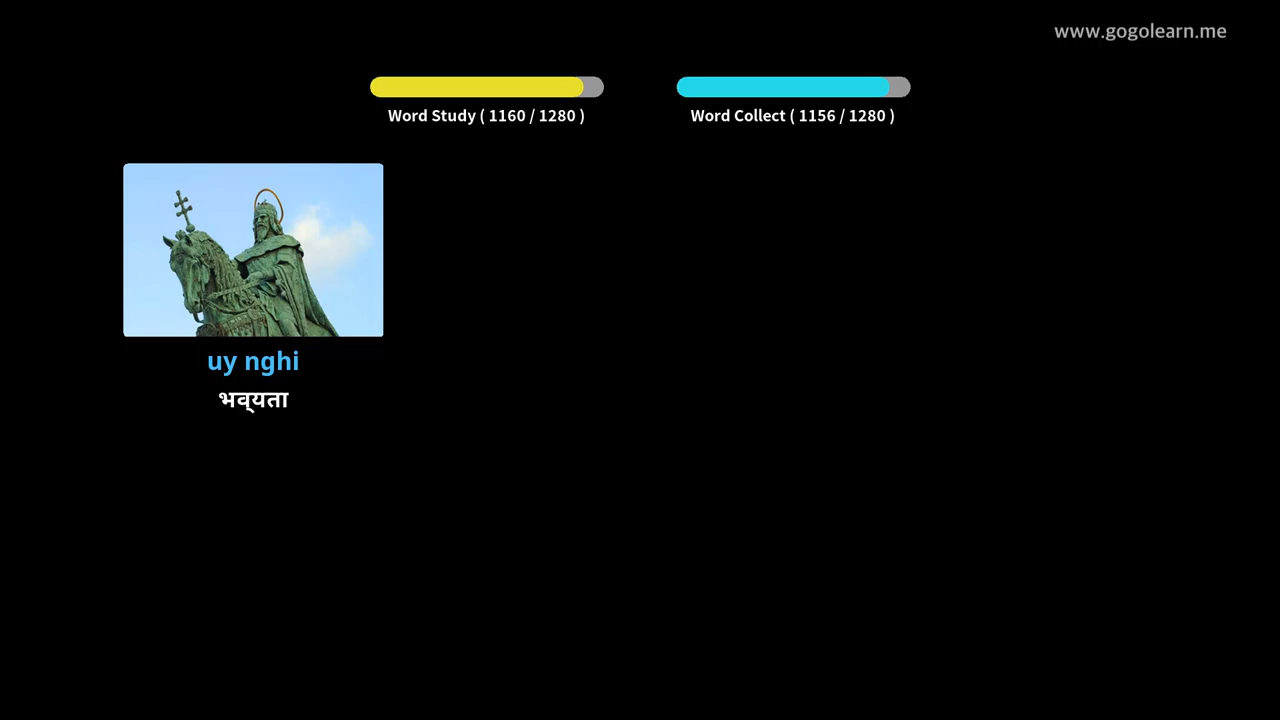 www.gogolearn.me
Word Study ( 1160 / 1280 )
Word Collect ( 1156 / 1280 )
uy nghi
भव्यता